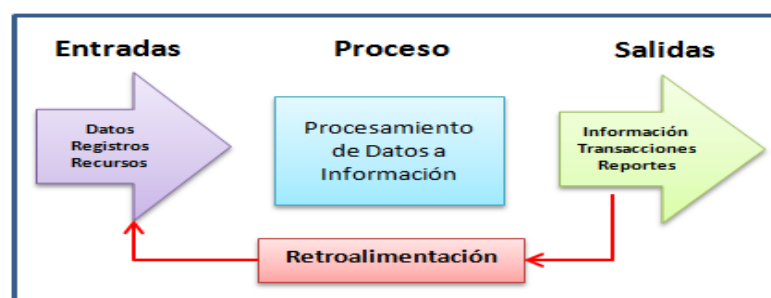 Entradas
Proceso
Salidas
Datos
Registros
Recursos
Procesamiento
de Datos a
Información
Información
Transacciones
Reportes
Retroalimentación